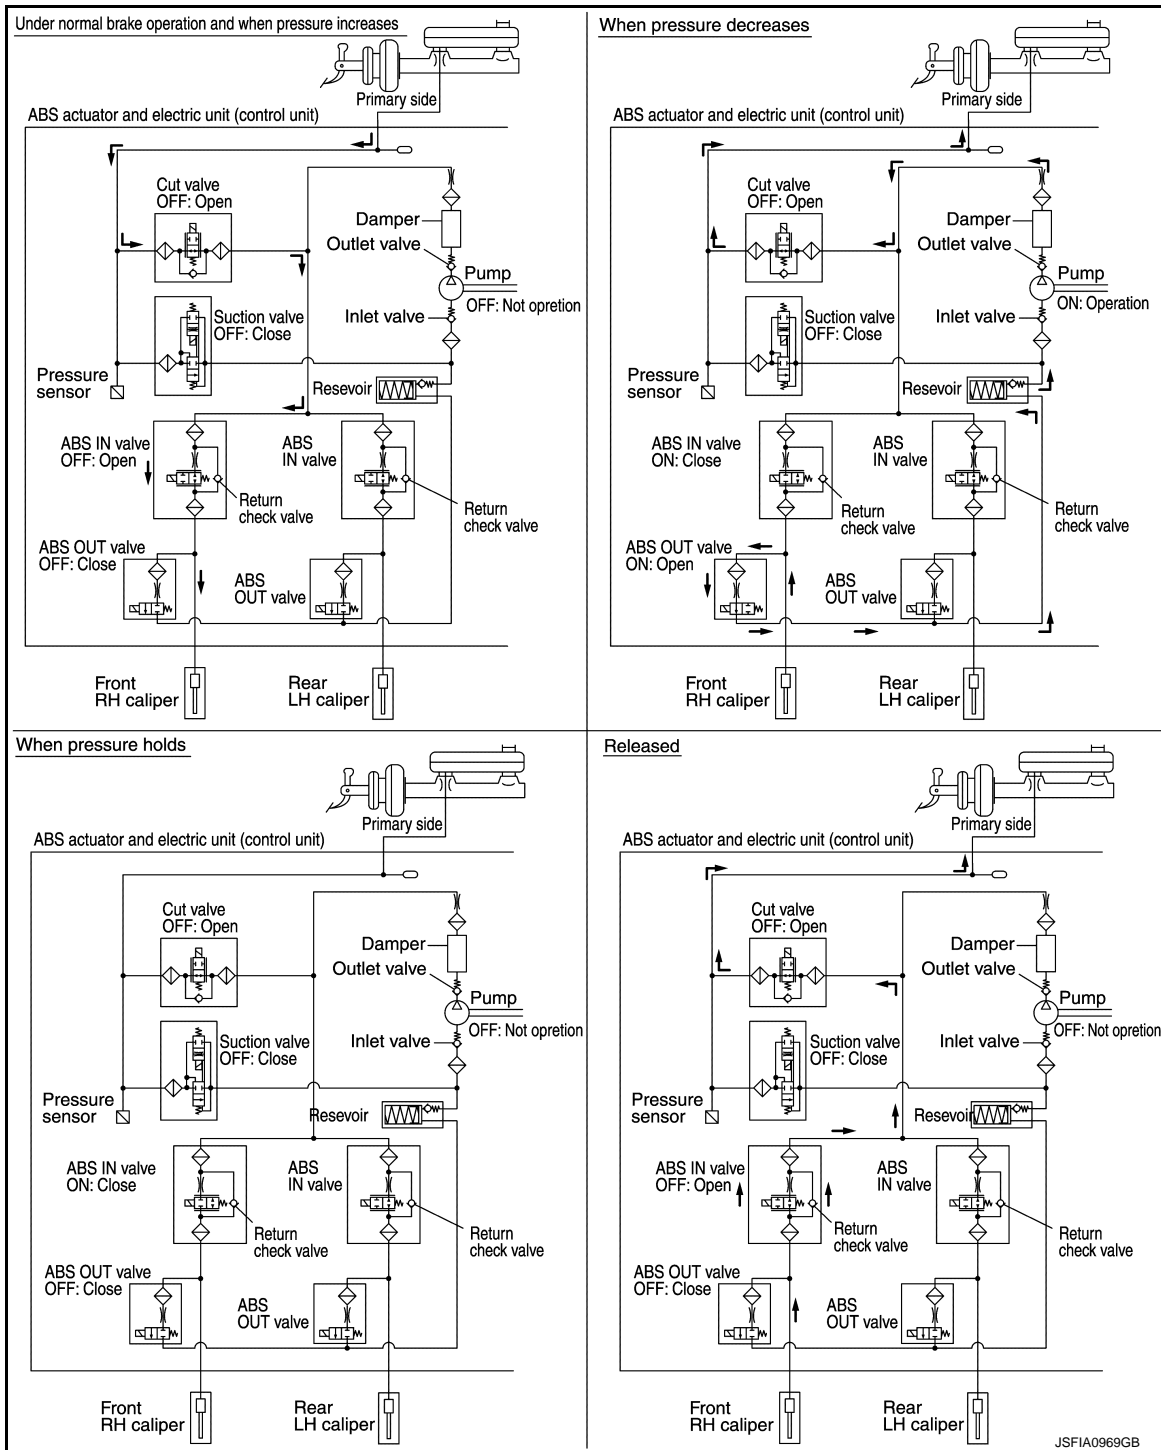 Under normal brake operation and when pressure increases
Primary side
ABS actuator and electric unit (control unit)
Cut valve
OFF: Open
Damper
Outlet valve
Pump
OFF: Not opretion
Suction valve
OFF: Close
Inlet valve
Pressure
sensor
Resevoir
ABS IN valve
OFF: Open
ABS
IN valve
Return
check valve
Return
check valve
ABS OUT valve
OFF: Close
ABS
OUT valve
Front
RH caliper
Rear
LH caliper
When pressure decreases
Primary side
ABS actuator and electric unit (control unit)
Cut valve
OFF: Open
Damper
Outlet valve
Pump
ON: Operation
Suction valve
OFF: Close
Inlet valve
Pressure
sensor
Resevoir
ABS IN valve
ON: Close
ABS
IN valve
Return
check valve
Return
check valve
ABS OUT valve
ON: Open
ABS
OUT valve
Front
RH caliper
Rear
LH caliper
When pressure holds
Primary side
ABS actuator and electric unit (control unit)
Cut valve
OFF: Open
Damper
Outlet valve
Pump
OFF: Not opretion
Suction valve
OFF: Close
Inlet valve
Pressure
sensor
Resevoir
ABS IN valve
ON: Close
ABS
IN valve
Return
check valve
Return
check valve
ABS OUT valve
OFF: Close
ABS
OUT valve
Front
RH caliper
Rear
LH caliper
Released
Primary side
ABS actuator and electric unit (control unit)
Cut valve
OFF: Open
Damper
Outlet valve
Pump
OFF: Not opretion
Suction valve
OFF: Close
Inlet valve
Pressure
sensor
Resevoir
ABS IN valve
OFF: Open
ABS
IN valve
Return
check valve
Return
check valve
ABS OUT valve
OFF: Close
ABS
OUT valve
Front
RH caliper
Rear
LH caliper
JSFIA0969GB